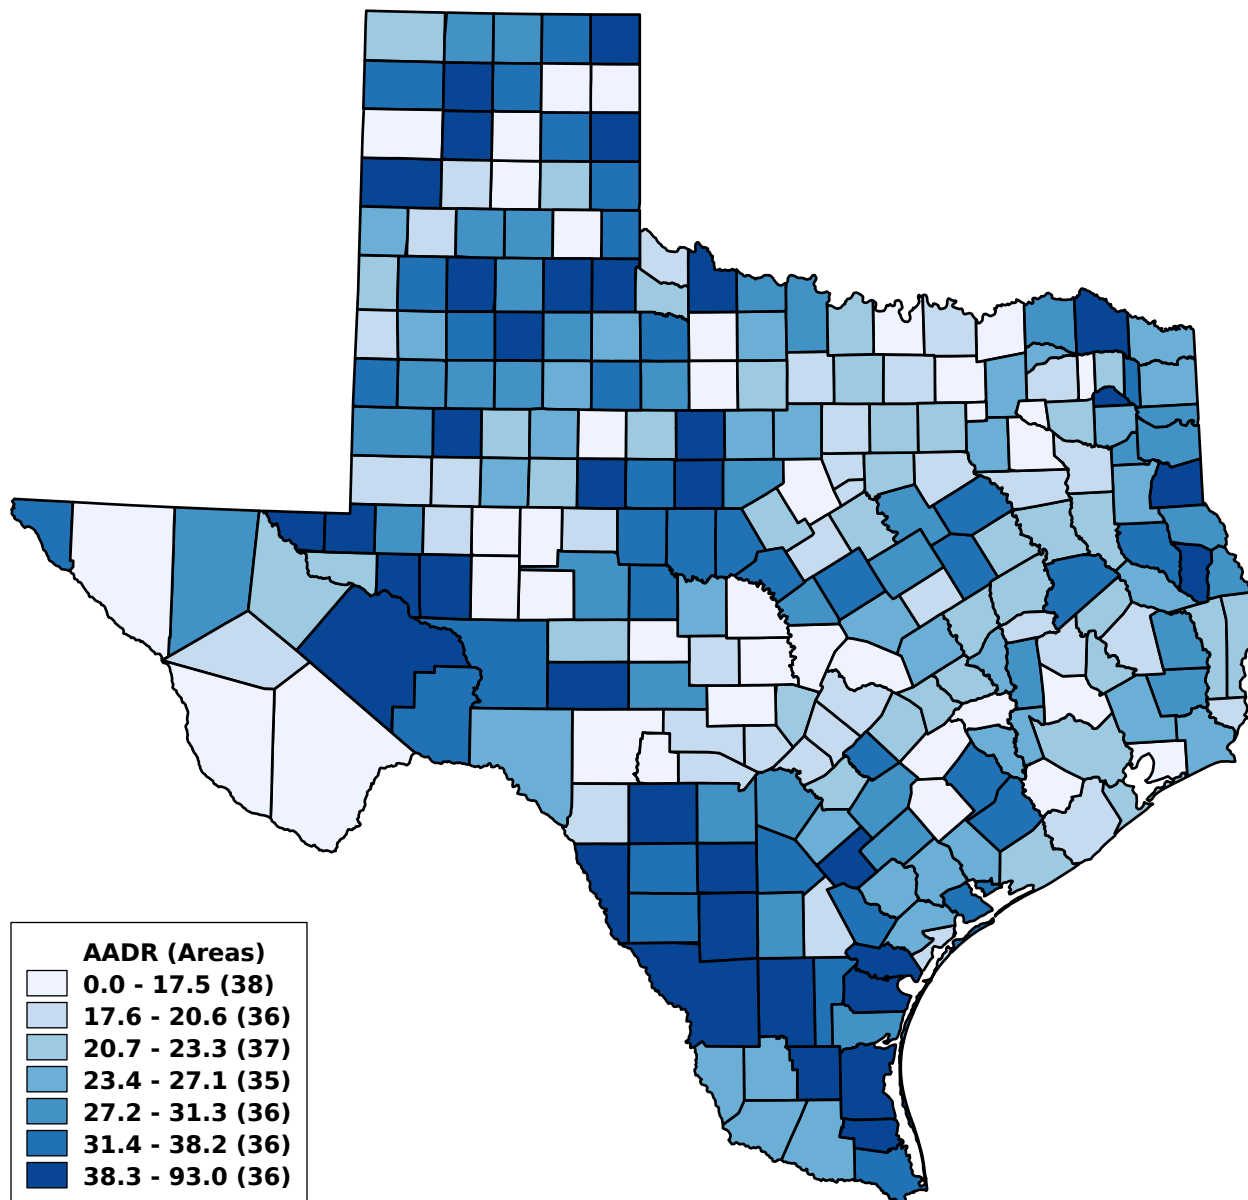 AADR (Areas)
0.0 - 17.5 (38)
17.6 - 20.6 (36)
20.7 - 23.3 (37)
23.4 - 27.1 (35)
27.2 - 31.3 (36)
31.4 - 38.2 (36)
38.3 - 93.0 (36)